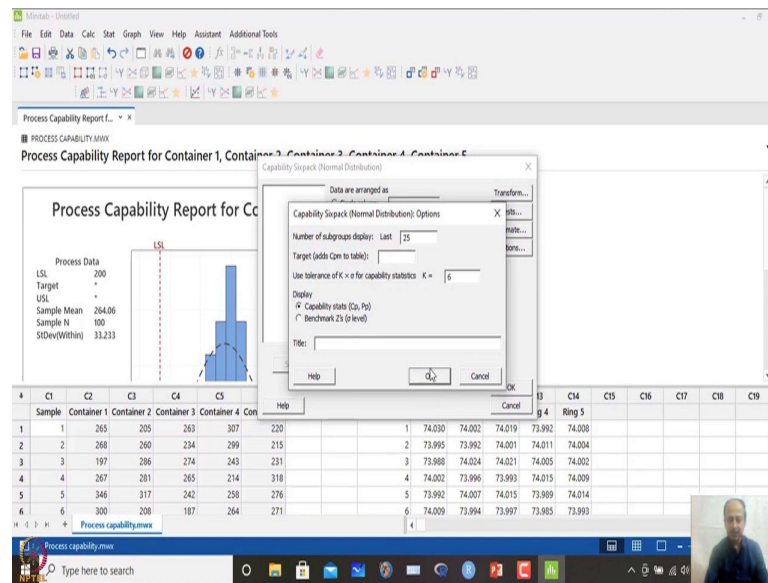 Minitab - Untitled
File Edit Data Calc Stat Graph View Help Assistant Additional Tools
Process Capability Report f...
PROCESS CAPABILITY.MWX
Process Capability Report for Container 1, Container 2, Container 3, Container 4, Container 5
Capability Sixpack (Normal Distribution)
Data are arranged as
Transform...
Process Capability Report for Co
LSL
Process Data
LSL 200
Target *
USL *
Sample Mean 264.06
Sample N 100
StDev(Within) 33.233
Capability Sixpack (Normal Distribution): Options
Number of subgroups display: Last 25
Target (adds Cpm to table):
Use tolerance of K × σ for capability statistics K = 6
Display
Capability stats (Cp, Pp)
Benchmark Z's (σ level)
Title:
Help Cancel
OK
Help Cancel
C1 C2 C3 C4 C5 13 C14 C15 C16 C17 C18 C19
Sample Container 1 Container 2 Container 3 Container 4 Con g 4 Ring 5
1 1 265 205 263 307 220 1 74.030 74.002 74.019 73.992 74.008
2 2 268 260 234 299 215 2 73.995 73.992 74.001 74.011 74.004
3 3 197 286 274 243 231 3 73.988 74.024 74.021 74.005 74.002
4 4 267 281 265 214 318 4 74.002 73.996 73.993 74.015 74.009
5 5 346 317 242 258 276 5 73.992 74.007 74.015 73.989 74.014
6 6 300 208 187 264 271 6 74.009 73.994 73.997 73.985 73.993
Process capability.mwx
Process capability.mwx
Type here to search
NPTEL